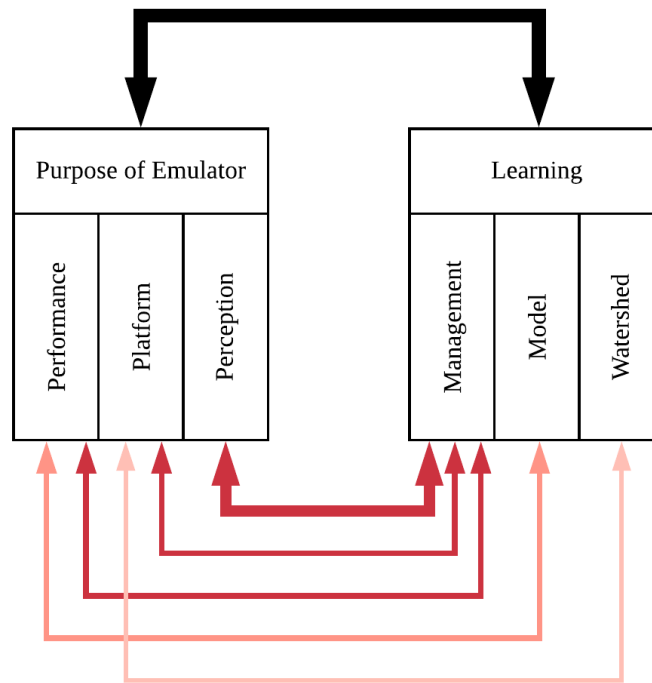 Purpose of Emulator
Learning
Performance
Platform
Perception
Management
Model
Watershed